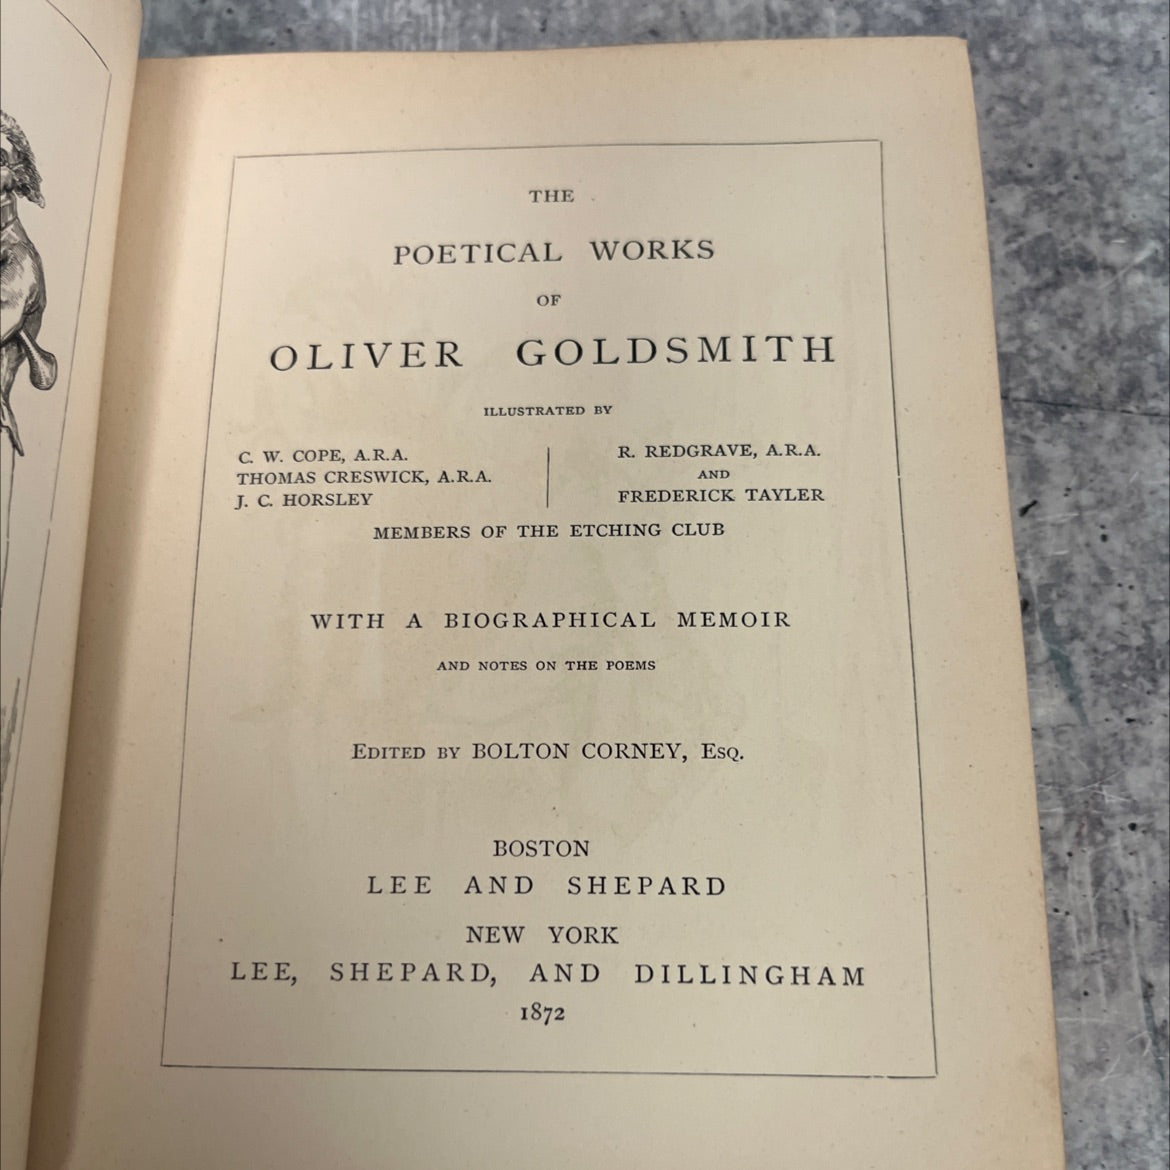 THE
POETICAL WORKS
OF
OLIVER GOLDSMITH
ILLUSTRATED BY
C. W. COPE, A.R.A.
THOMAS CRESWICK, A.R.A.
J. C. HORSLEY
R. REDGRAVE, A.R.A.
AND
FREDERICK TAYLER
MEMBERS OF THE ETCHING CLUB
WITH A BIOGRAPHICAL MEMOIR
AND NOTES ON THE POEMS
EDITED BY BOLTON CORNEY, ESQ.
BOSTON
LEE AND SHEPARD
NEW YORK
LEE, SHEPARD, AND DILLINGHAM
1872